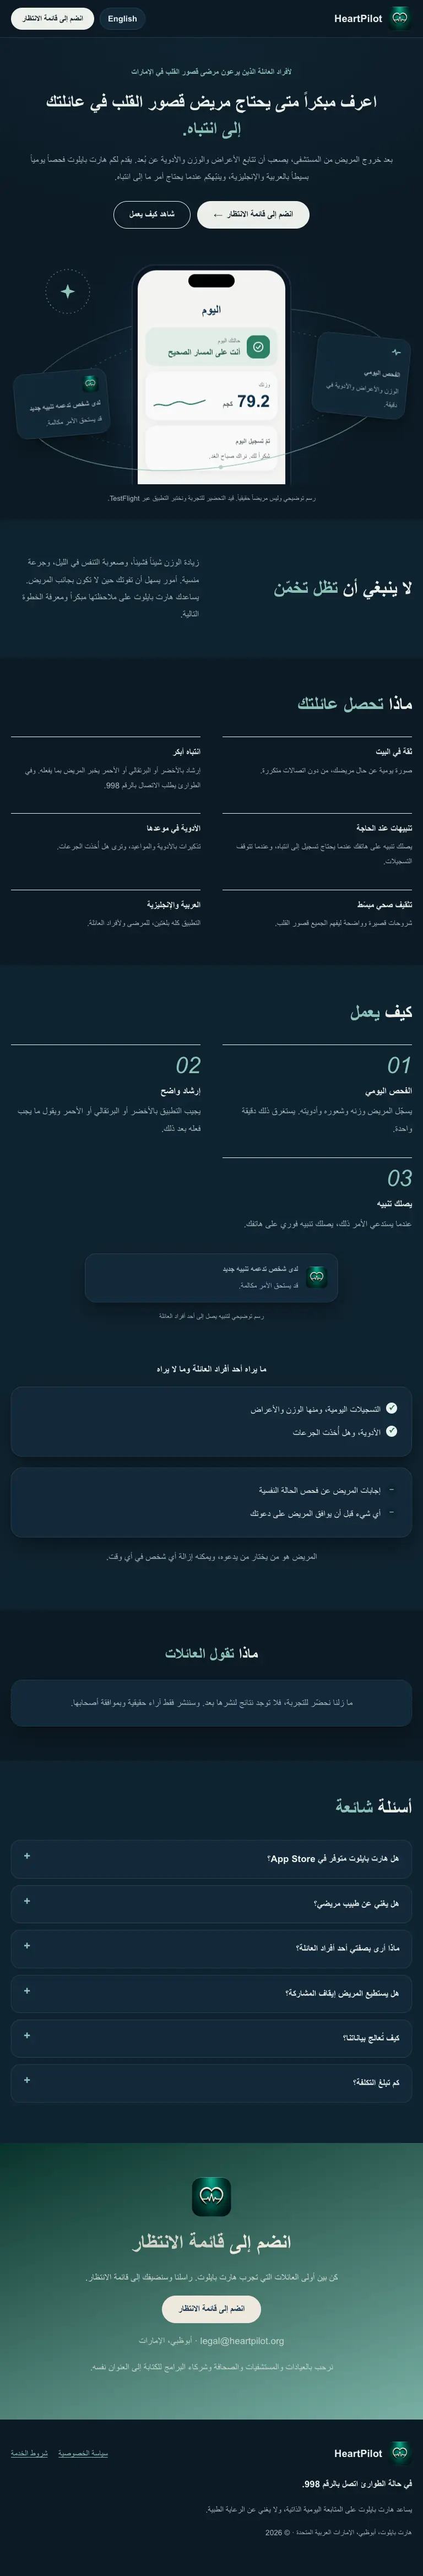 HeartPilot
English
انضم إلى قائمة الانتظار
لأفراد العائلة الذين يرعون مرضى قصور القلب في الإمارات
اعرف مبكراً متى يحتاج مريض قصور القلب في عائلتك
إلى انتباه.
بعد خروج المريض من المستشفى، يصعب أن تتابع الأعراض والوزن والأدوية عن بُعد. يقدم لكم هارت بايلوت فحصاً يومياً
بسيطاً بالعربية والإنجليزية، وينبّهكم عندما يحتاج أمر ما إلى انتباه.
انضم إلى قائمة الانتظار ←
شاهد كيف يعمل
اليوم
حالتك اليوم
أنت على المسار الصحيح
وزنك
79.2 كجم
تم تسجيل اليوم
شكراً لك. نراك صباح الغد.
الفحص اليومي
الوزن والأعراض والأدوية في
دقيقة.
لدى شخص تدعمه تنبيه جديد
قد يستحق الأمر مكالمة.
رسم توضيحي وليس مريضاً حقيقياً. قيد التحضير للتجربة ونختبر التطبيق عبر TestFlight.
لا ينبغي أن تظل تخمّن
زيادة الوزن شيئاً فشيئاً، وصعوبة التنفس في الليل، وجرعة
منسية. أمور يسهل أن تفوتك حين لا تكون بجانب المريض.
يساعدك هارت بايلوت على ملاحظتها مبكراً ومعرفة الخطوة
التالية.
ماذا تحصل عائلتك
ثقة في البيت
صورة يومية عن حال مريضك، من دون اتصالات متكررة.
انتباه أبكر
إرشاد بالأخضر أو البرتقالي أو الأحمر يخبر المريض بما يفعله. وفي
الطوارئ يطلب الاتصال بالرقم 998.
تنبيهات عند الحاجة
يصلك تنبيه على هاتفك عندما يحتاج تسجيل إلى انتباه، وعندما تتوقف
التسجيلات.
الأدوية في موعدها
تذكيرات بالأدوية والمواعيد، وترى هل أُخذت الجرعات.
تثقيف صحي مبسّط
شروحات قصيرة وواضحة ليفهم الجميع قصور القلب.
العربية والإنجليزية
التطبيق كله بلغتين، للمرضى ولأفراد العائلة.
كيف يعمل
01
الفحص اليومي
يسجّل المريض وزنه وشعوره وأدويته. يستغرق ذلك دقيقة
واحدة.
02
إرشاد واضح
يجيب التطبيق بالأخضر أو البرتقالي أو الأحمر ويقول ما يجب
فعله بعد ذلك.
03
يصلك تنبيه
عندما يستدعي الأمر ذلك، يصلك تنبيه فوري على هاتفك.
لدى شخص تدعمه تنبيه جديد
قد يستحق الأمر مكالمة.
رسم توضيحي لتنبيه يصل إلى أحد أفراد العائلة
ما يراه أحد أفراد العائلة وما لا يراه
التسجيلات اليومية، ومنها الوزن والأعراض
الأدوية، وهل أُخذت الجرعات
– إجابات المريض عن فحص الحالة النفسية
– أي شيء قبل أن يوافق المريض على دعوتك
المريض هو من يختار من يدعوه، ويمكنه إزالة أي شخص في أي وقت.
ماذا تقول العائلات
ما زلنا نحضّر للتجربة، فلا توجد نتائج لنشرها بعد. وسننشر فقط آراء حقيقية وبموافقة أصحابها.
أسئلة شائعة
هل هارت بايلوت متوفر في App Store؟
+
هل يغني عن طبيب مريضي؟
+
ماذا أرى بصفتي أحد أفراد العائلة؟
+
هل يستطيع المريض إيقاف المشاركة؟
+
كيف تُعالج بياناتنا؟
+
كم تبلغ التكلفة؟
+
انضم إلى قائمة الانتظار
كن بين أولى العائلات التي تجرب هارت بايلوت. راسلنا وسنضيفك إلى قائمة الانتظار.
انضم إلى قائمة الانتظار
legal@heartpilot.org · أبوظبي، الإمارات
نرحب بالعيادات والمستشفيات والصحافة وشركاء البرامج للكتابة إلى العنوان نفسه.
HeartPilot
سياسة الخصوصية
شروط الخدمة
في حالة الطوارئ اتصل بالرقم 998.
يساعد هارت بايلوت على المتابعة اليومية الذاتية، ولا يغني عن الرعاية الطبية.
هارت بايلوت، أبوظبي، الإمارات العربية المتحدة · © 2026